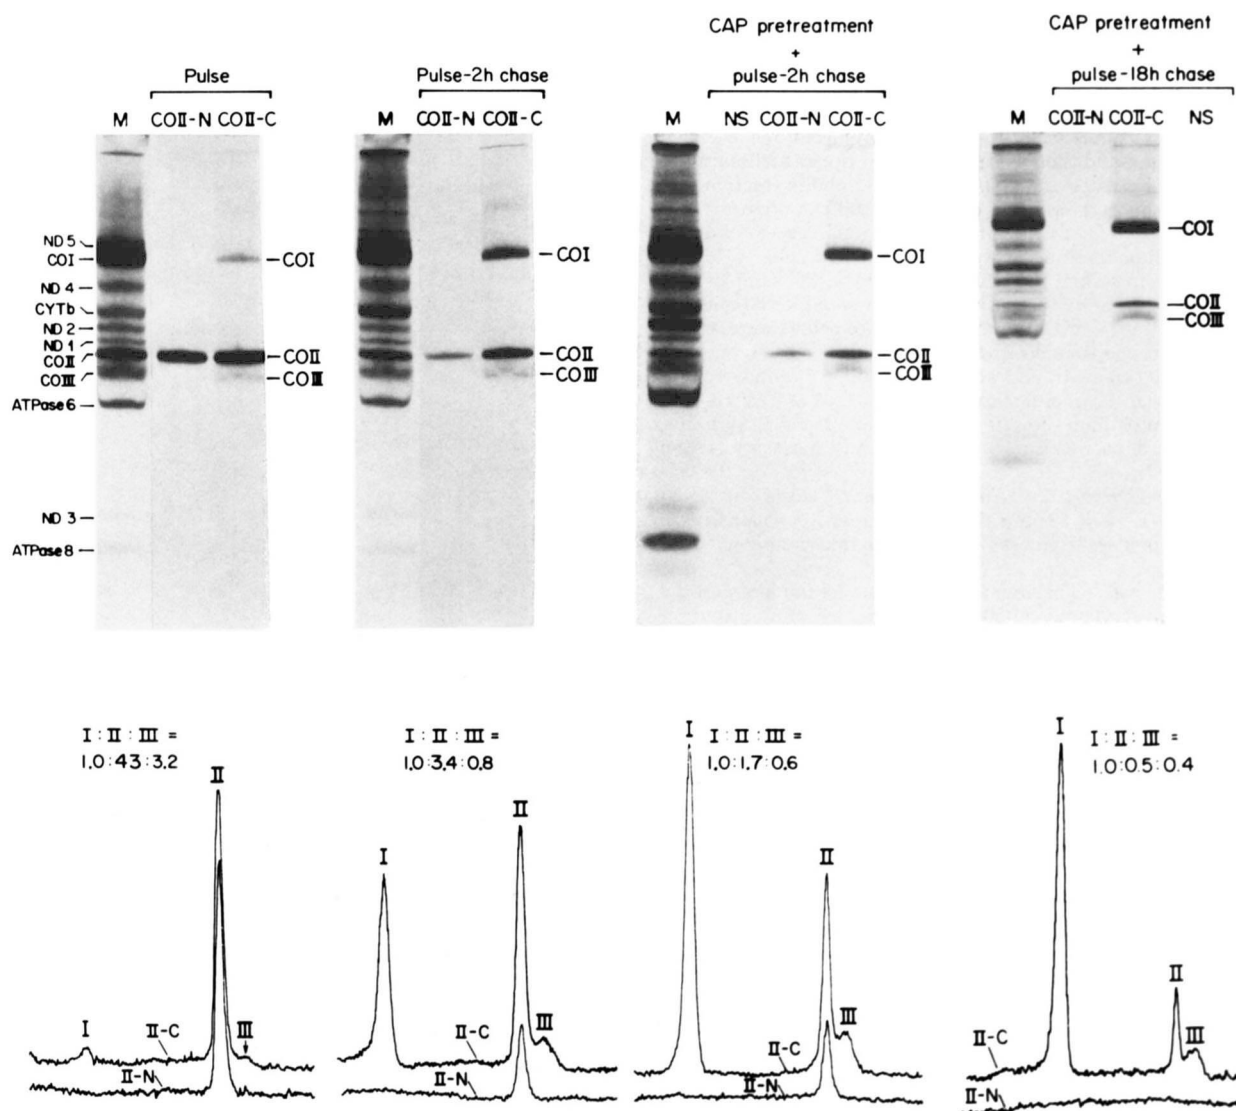 CAP pretreatment
+
pulse-2h chase
CAP pretreatment
+
pulse-18h chase
Pulse
Pulse-2h chase
M COII-N COII-C
M COII-N COII-C
M NS COII-N COII-C
M COII-N COII-C NS
ND 5
COI
ND 4
CYTb
ND 2
ND 1
COII
COIII
ATPase 6
ND 3
ATPase 8
COI
COII
COIII
COI
COII
COIII
COI
COII
COIII
COI
COII
COIII
I : II : III =
1.0 : 43 : 3.2
I
II
III
II-C
II-N
I : II : III =
1.0 : 3.4 : 0.8
I
II
III
II-C
II-N
I : II : III =
1.0 : 1.7 : 0.6
I
II
III
II-C
II-N
I : II : III =
1.0 : 0.5 : 0.4
I
II
III
II-C
II-N